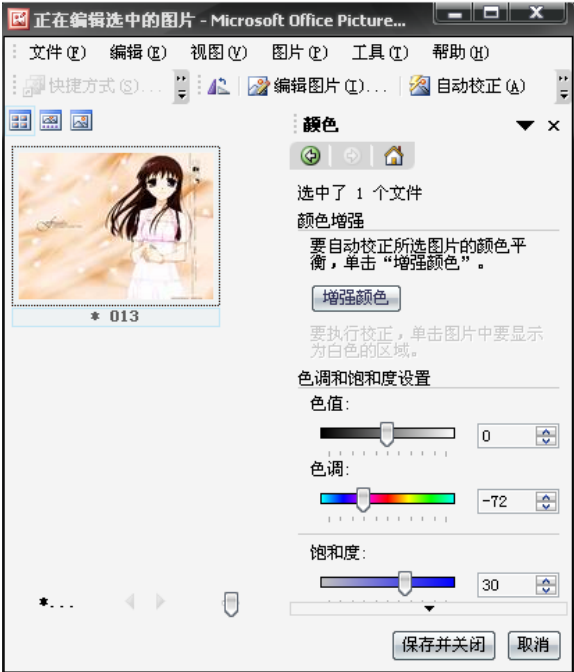 正在编辑选中的图片 - Microsoft Office Picture...
文件(F) 编辑(E) 视图(V) 图片(P) 工具(T) 帮助(H)
快捷方式(S)... 编辑图片(I)... 自动校正(A)
颜色
选中了 1 个文件
颜色增强
要自动校正所选图片的颜色平
衡，单击“增强颜色”。
增强颜色
要执行校正，单击图片中要显示
为白色的区域。
* 013
色调和饱和度设置
色值:
0
色调:
-72
饱和度:
30
*...
保存并关闭 取消